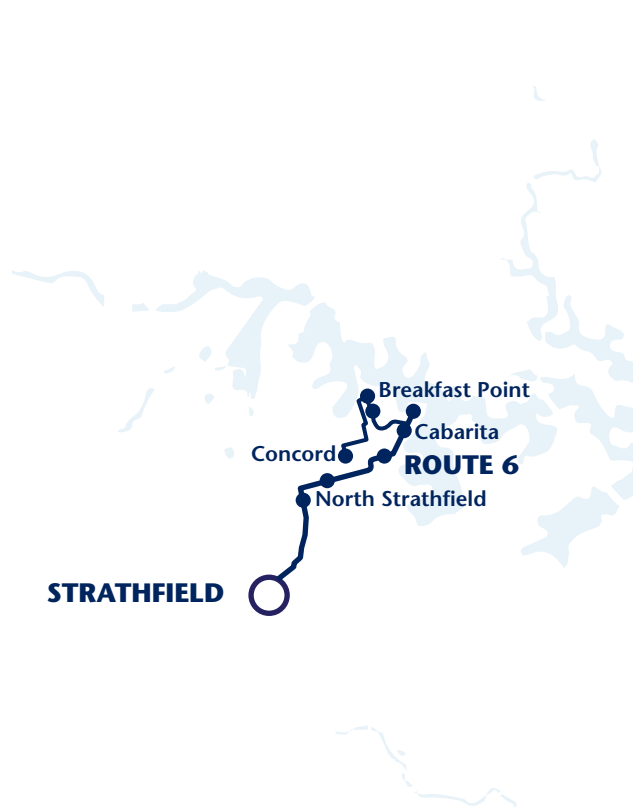 Breakfast Point
Cabarita
Concord
ROUTE 6
North Strathfield
STRATHFIELD